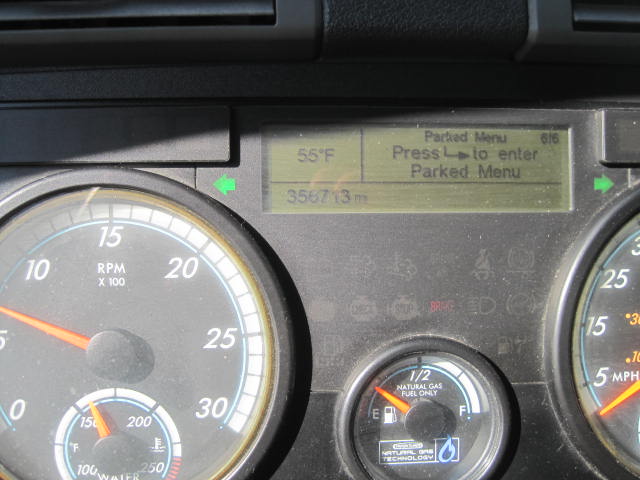 Parked Menu 6/6
55°F
Press to enter
Parked Menu
356713 m
15
10
20
RPM
X 100
5
25
0
30
150 200
°F
100 250
WATER
BRAKE
1/2
NATURAL GAS
FUEL ONLY
E F
NATURAL GAS
TECHNOLOGY
25
15
5 MPH